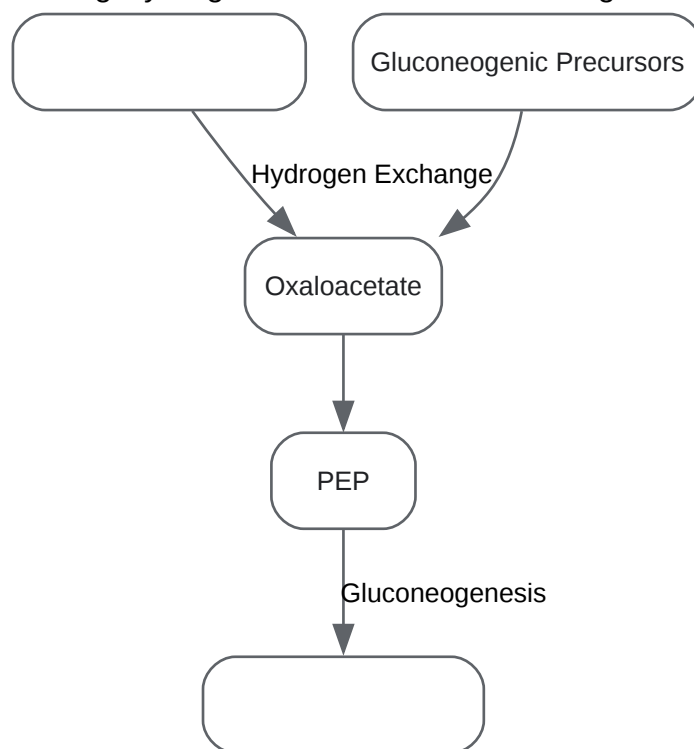 Gluconeogenic Precursors
Hydrogen Exchange
Oxaloacetate
PEP
Gluconeogenesis